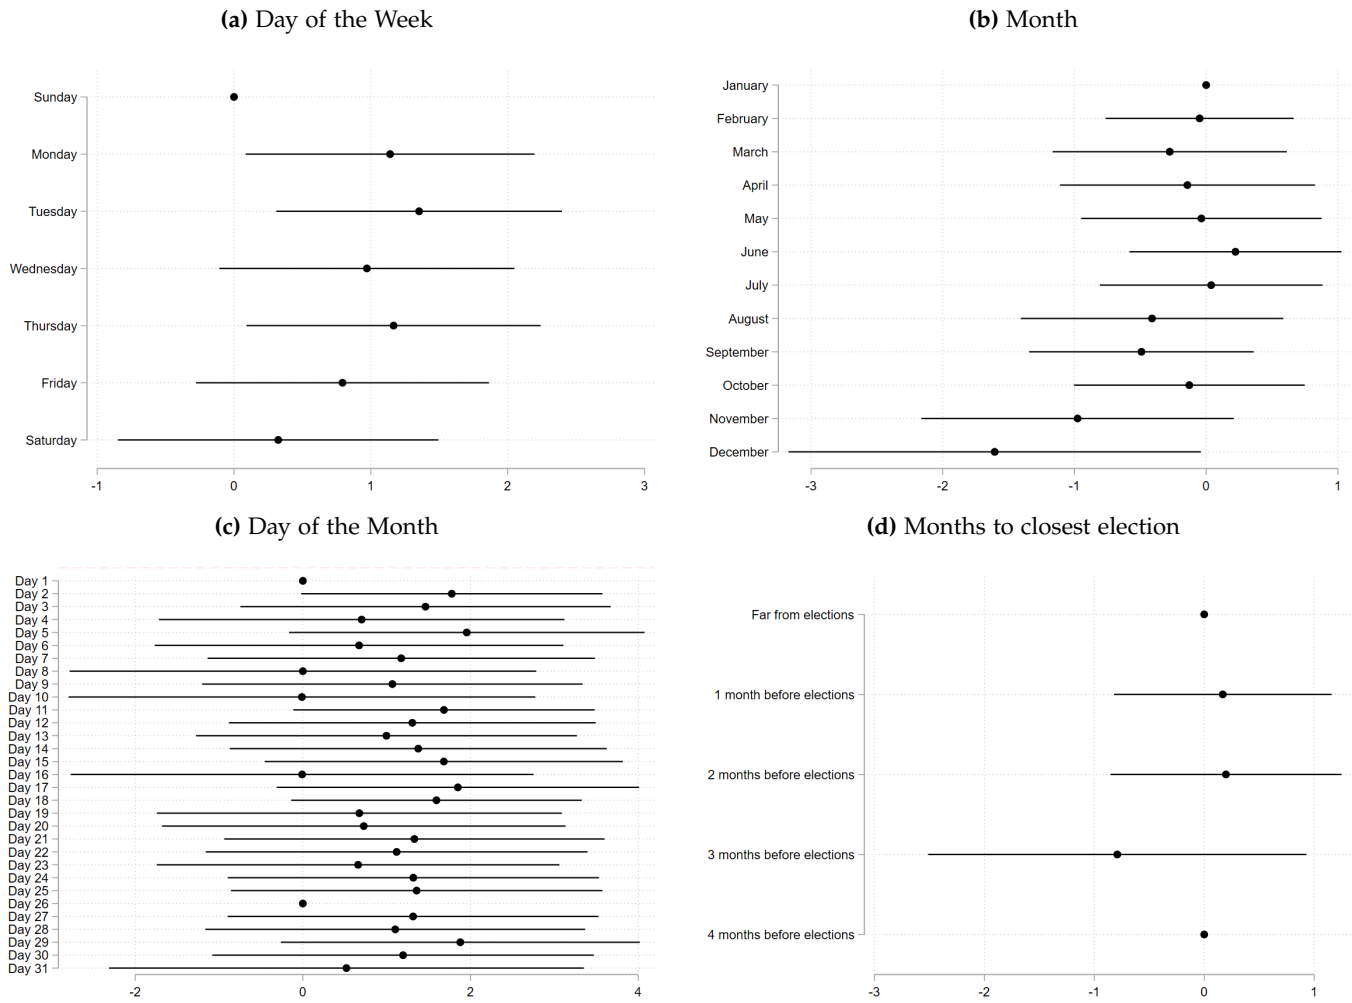 (a) Day of the Week
Sunday
Monday
Tuesday
Wednesday
Thursday
Friday
Saturday
-1 0 1 2 3
(b) Month
January
February
March
April
May
June
July
August
September
October
November
December
-3 -2 -1 0 1
(c) Day of the Month
Day 1
Day 2
Day 3
Day 4
Day 5
Day 6
Day 7
Day 8
Day 9
Day 10
Day 11
Day 12
Day 13
Day 14
Day 15
Day 16
Day 17
Day 18
Day 19
Day 20
Day 21
Day 22
Day 23
Day 24
Day 25
Day 26
Day 27
Day 28
Day 29
Day 30
Day 31
-2 0 2 4
(d) Months to closest election
Far from elections
1 month before elections
2 months before elections
3 months before elections
4 months before elections
-3 -2 -1 0 1